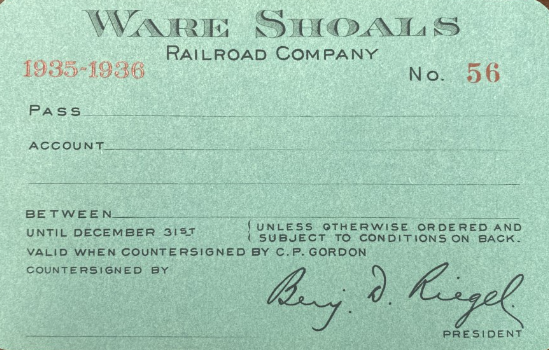 WARE SHOALS
RAILROAD COMPANY
1935-1936
No. 56
PASS
ACCOUNT
BETWEEN
UNTIL DECEMBER 31ST { UNLESS OTHERWISE ORDERED AND
SUBJECT TO CONDITIONS ON BACK.
VALID WHEN COUNTERSIGNED BY C.P. GORDON
COUNTERSIGNED BY
Benj. D. Riegel.
PRESIDENT